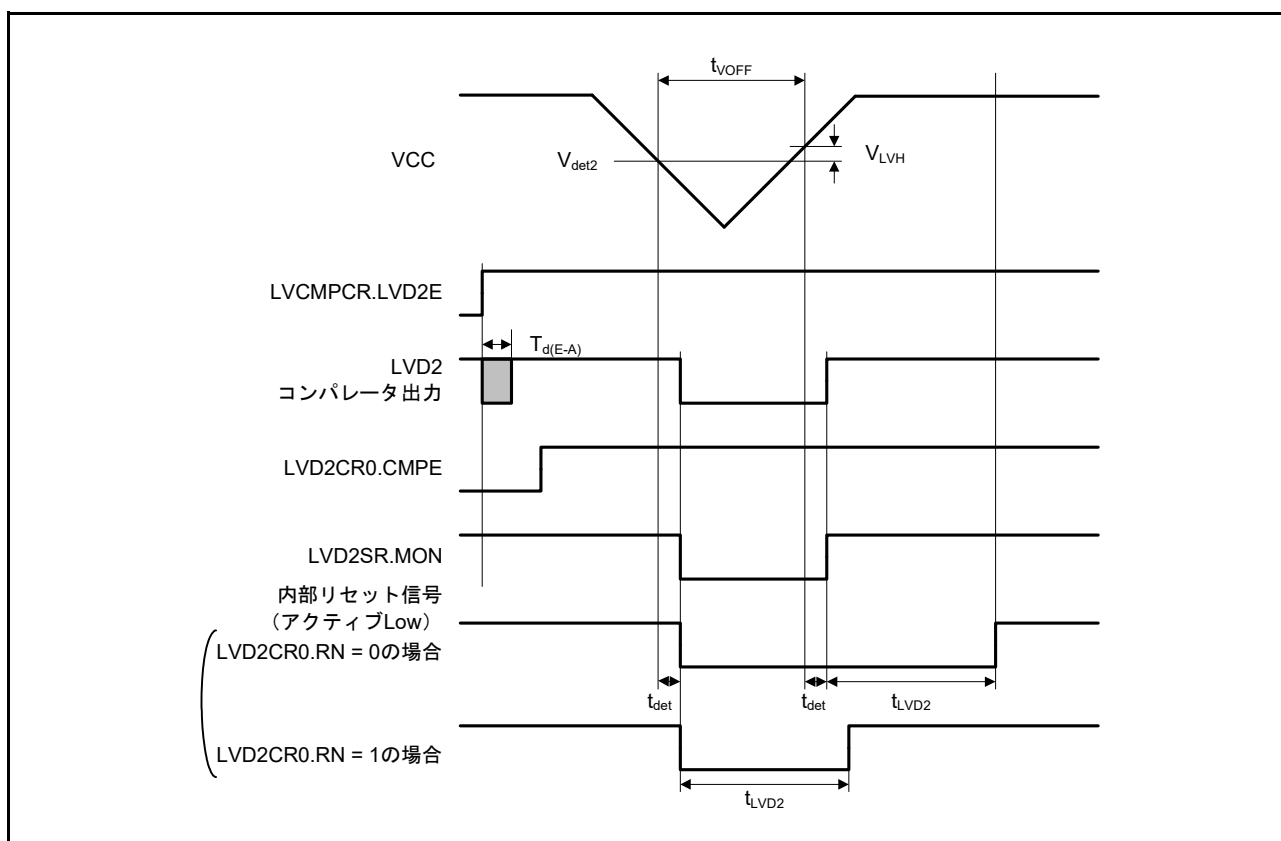 tVOFF
VCC
Vdet2
VLVH
LVCMPCR.LVD2E
Td(E-A)
LVD2
コンパレータ出力
LVD2CR0.CMPE
LVD2SR.MON
内部リセット信号
（アクティブLow）
LVD2CR0.RN = 0の場合
tdet
tdet
tLVD2
LVD2CR0.RN = 1の場合
tLVD2